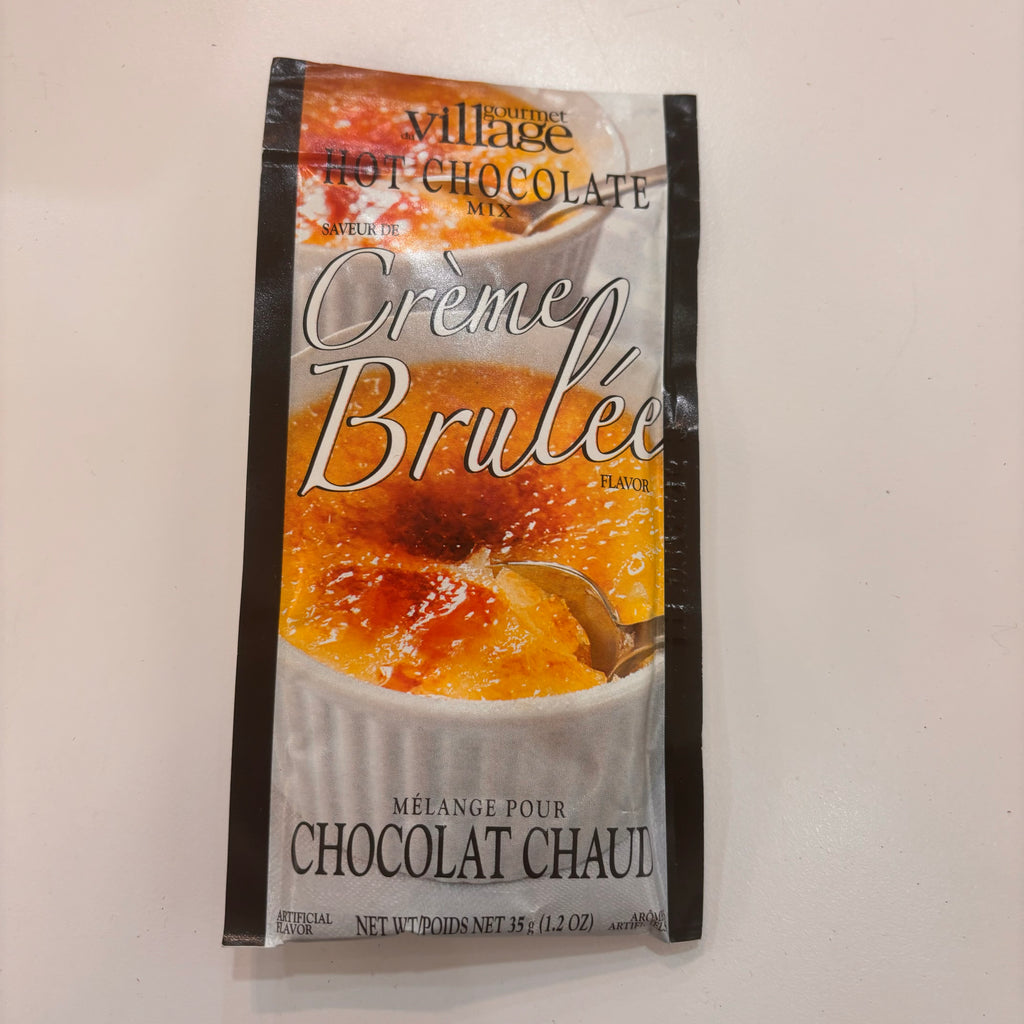 gourmet
du village
HOT CHOCOLATE
MIX
SAVEUR DE
Crème
Brulée
FLAVOR
MÉLANGE POUR
CHOCOLAT CHAUD
ARTIFICIAL
FLAVOR
NET WT/POIDS NET 35 g (1.2 OZ)